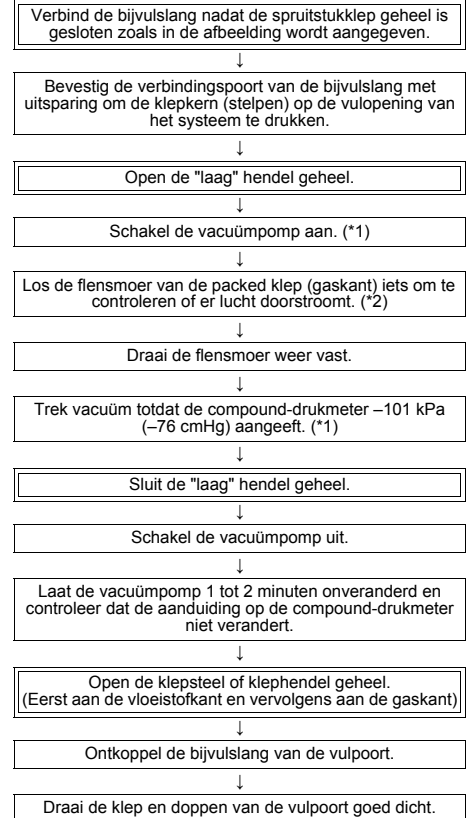 Verbind de bijvulslang nadat de spruitstukklep geheel is
gesloten zoals in de afbeelding wordt aangegeven.
↓
Bevestig de verbindingspoort van de bijvulslang met
uitsparing om de klepkern (stelpen) op de vulopening van
het systeem te drukken.
↓
Open de "laag" hendel geheel.
↓
Schakel de vacuümpomp aan. (*1)
↓
Los de flensmoer van de packed klep (gaskant) iets om te
controleren of er lucht doorstroomt. (*2)
↓
Draai de flensmoer weer vast.
↓
Trek vacuüm totdat de compound-drukmeter –101 kPa
(–76 cmHg) aangeeft. (*1)
↓
Sluit de "laag" hendel geheel.
↓
Schakel de vacuümpomp uit.
↓
Laat de vacuümpomp 1 tot 2 minuten onveranderd en
controleer dat de aanduiding op de compound-drukmeter
niet verandert.
↓
Open de klepsteel of klephendel geheel.
(Eerst aan de vloeistofkant en vervolgens aan de gaskant)
↓
Ontkoppel de bijvulslang van de vulpoort.
↓
Draai de klep en doppen van de vulpoort goed dicht.